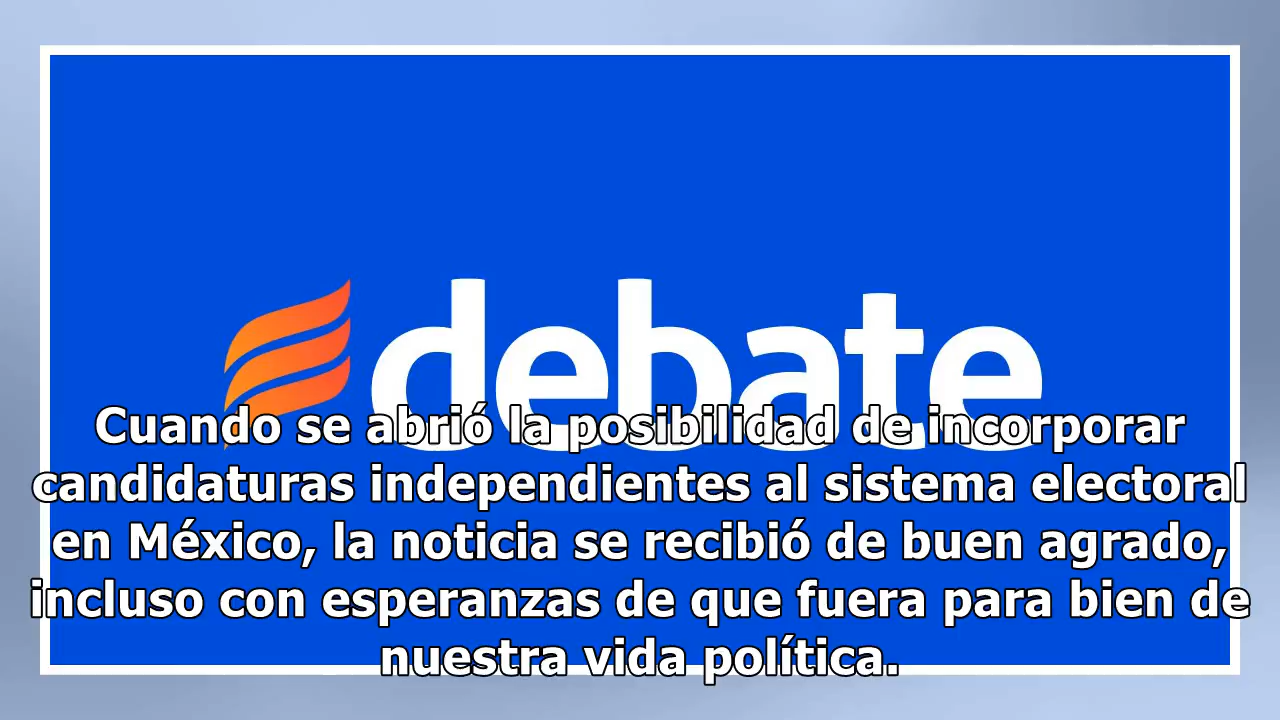 debate
Cuando se abrió la posibilidad de incorporar
candidaturas independientes al sistema electoral
en México, la noticia se recibió de buen agrado,
incluso con esperanzas de que fuera para bien de
nuestra vida política.